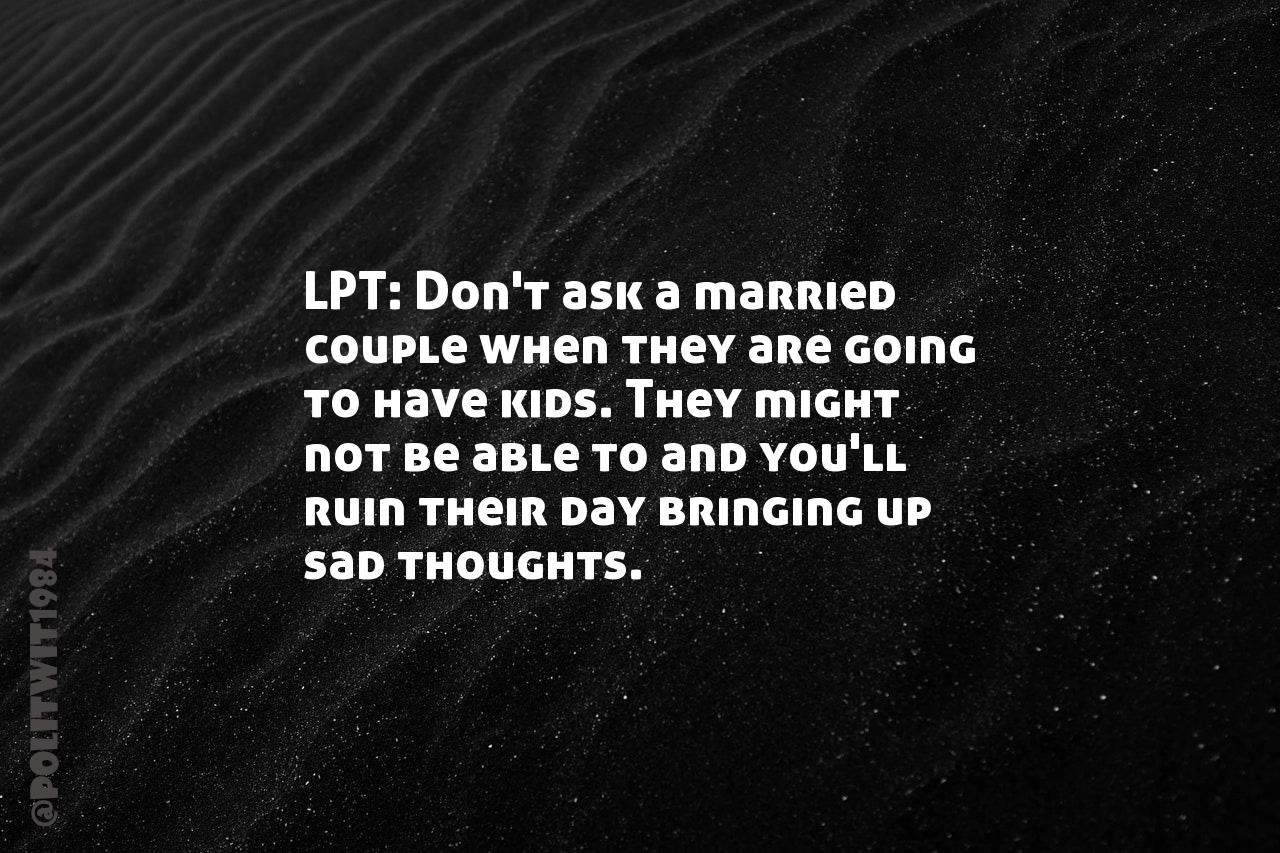 LPT: Don't ask a married
couple when they are going
to have kids. They might
not be able to and you'll
ruin their day bringing up
sad thoughts.
@POLITWIT1984